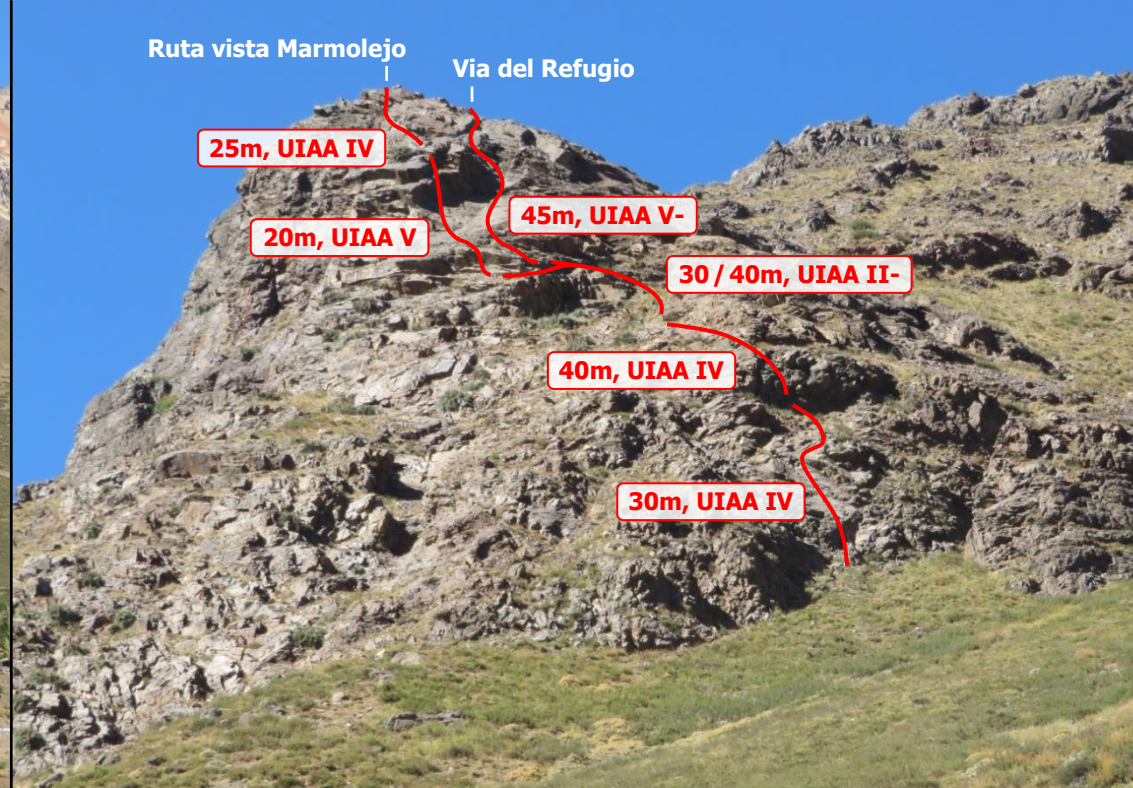 Ruta vista Marmolejo
Via del Refugio
25m, UIAA IV
45m, UIAA V-
20m, UIAA V
30 / 40m, UIAA II-
40m, UIAA IV
30m, UIAA IV